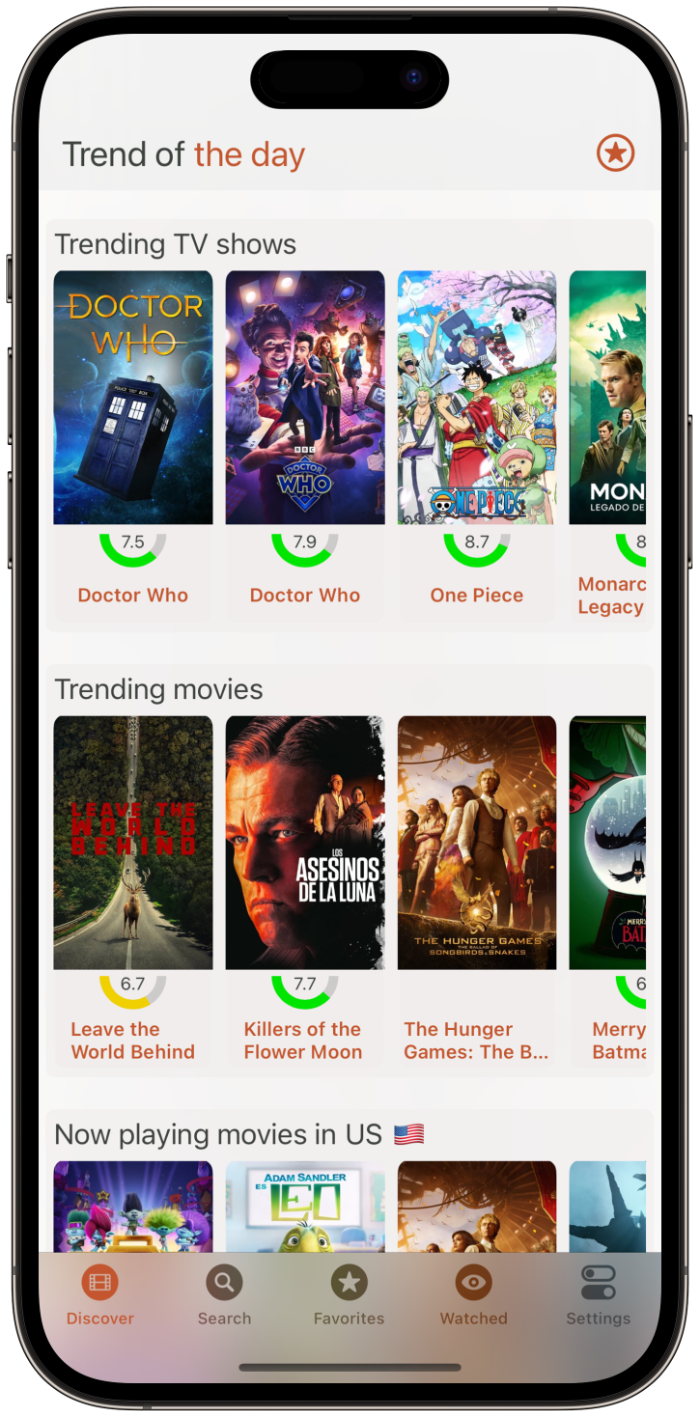 Trend of the day
Trending TV shows
DOCTOR
WHO
POLICE BOX
BBC
DOCTOR
WHO
ONE PIECE
MON
LEGADO DE
7.5
7.9
8.7
8
Doctor Who
Doctor Who
One Piece
Monarc
Legacy
Trending movies
LEAVE THE
WORLD
BEHIND
LOS
ASESINOS
DE LA LUNA
THE HUNGER GAMES
THE BALLAD OF
SONGBIRDS & SNAKES
MERRY
BAT
6.7
7.7
6
Leave the
World Behind
Killers of the
Flower Moon
The Hunger
Games: The B...
Merry
Batma
Now playing movies in US 🇺🇸
ADAM SANDLER
ES
LEO
Discover
Search
Favorites
Watched
Settings